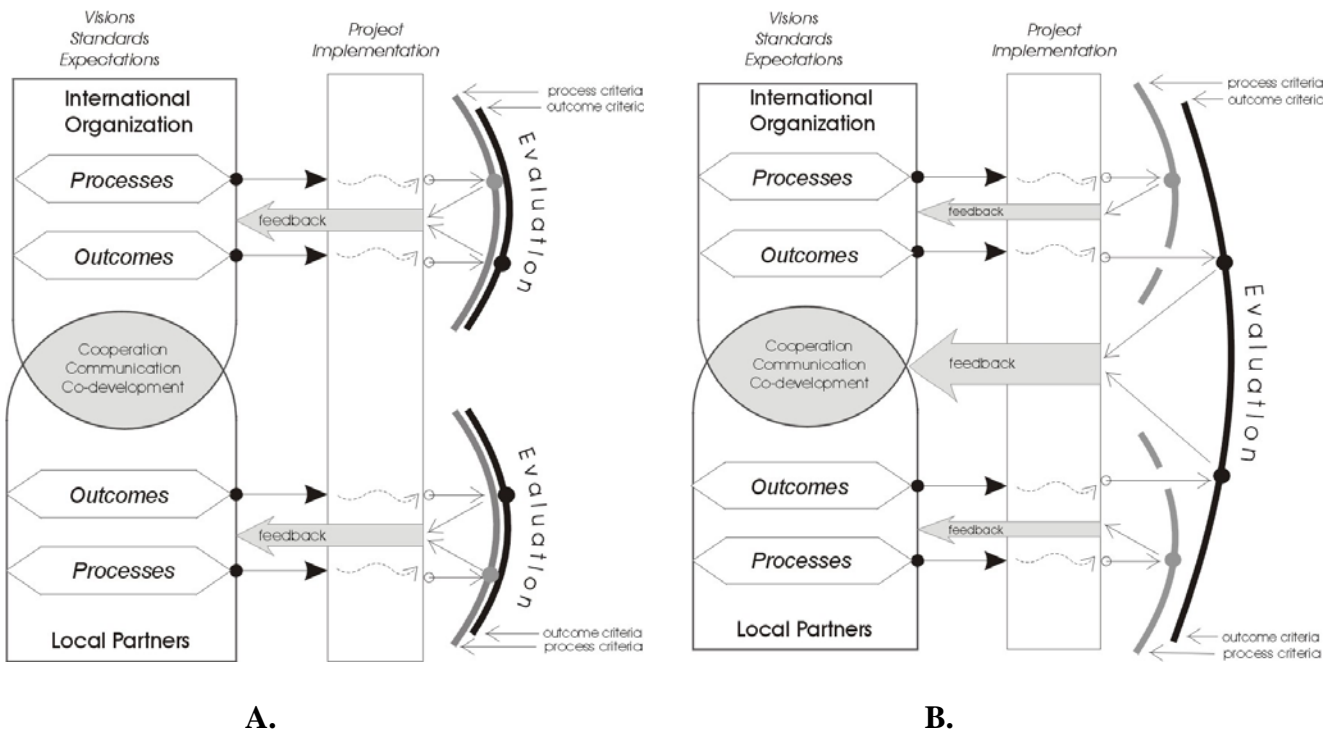 Visions
Standards
Expectations
Project
Implementation
International
Organization
Processes
feedback
Outcomes
Cooperation
Communication
Co-development
Outcomes
feedback
Processes
Local Partners
process criteria
outcome criteria
Evaluation
Evaluation
outcome criteria
process criteria
A.
Visions
Standards
Expectations
Project
Implementation
International
Organization
Processes
feedback
Outcomes
Cooperation
Communication
Co-development
feedback
Outcomes
feedback
Processes
Local Partners
process criteria
outcome criteria
Evaluation
outcome criteria
process criteria
B.